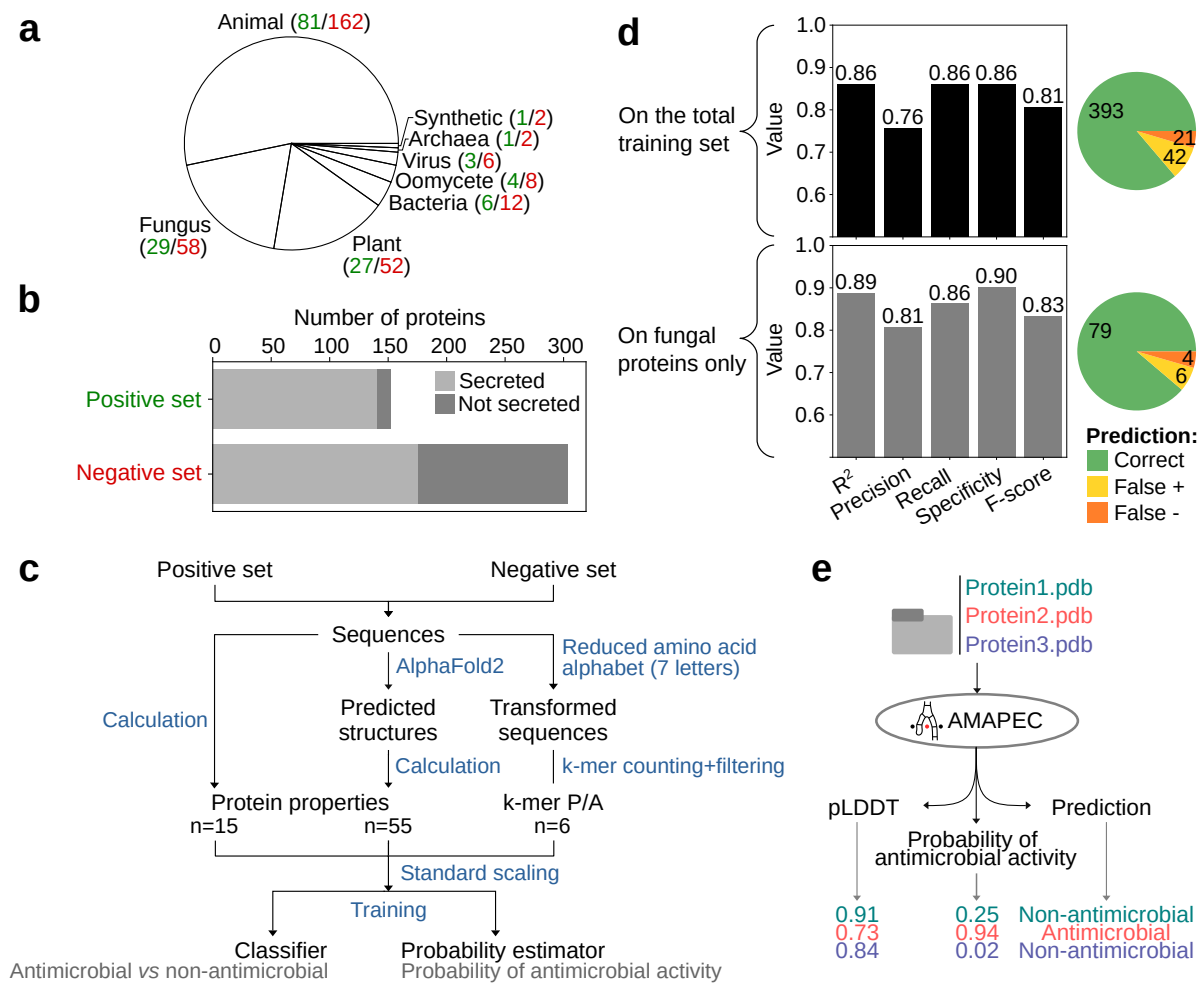 a
Animal (81/162)
Synthetic (1/2)
Archaea (1/2)
Virus (3/6)
Oomycete (4/8)
Bacteria (6/12)
Fungus
(29/58)
Plant
(27/52)
b
Number of proteins
0 50 100 150 200 250 300
Secreted
Not secreted
Positive set
Negative set
c
Positive set
Negative set
Sequences
AlphaFold2
Reduced amino acid
alphabet (7 letters)
Calculation
Predicted
structures
Transformed
sequences
Calculation
k-mer counting+filtering
Protein properties
k-mer P/A
n=15
n=55
n=6
Standard scaling
Training
Classifier
Probability estimator
Antimicrobial vs non-antimicrobial
Probability of antimicrobial activity
d
On the total
training set
Value
1.0
0.9
0.8
0.7
0.6
0.86
0.76
0.86
0.86
0.81
393
21
42
On fungal
proteins only
Value
1.0
0.9
0.8
0.7
0.6
0.89
0.81
0.86
0.90
0.83
79
4
6
R²
Precision
Recall
Specificity
F-score
Prediction:
Correct
False +
False -
e
Protein1.pdb
Protein2.pdb
Protein3.pdb
AMAPEC
pLDDT
Probability of
antimicrobial activity
Prediction
0.91 0.25 Non-antimicrobial
0.73 0.94 Antimicrobial
0.84 0.02 Non-antimicrobial